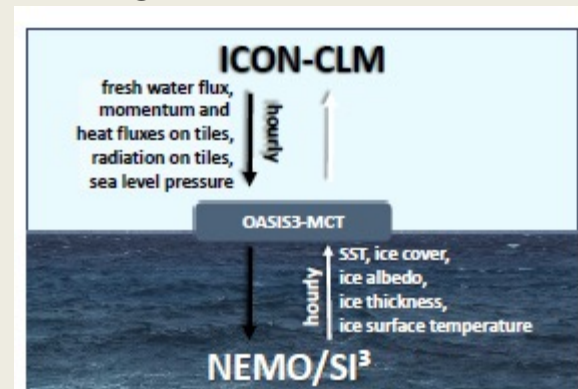 ICON-CLM
fresh water flux,
momentum and
heat fluxes on tiles,
radiation on tiles,
sea level pressure
hourly
OASIS3-MCT
SST, ice cover,
ice albedo,
ice thickness,
ice surface temperature
hourly
NEMO/SI³